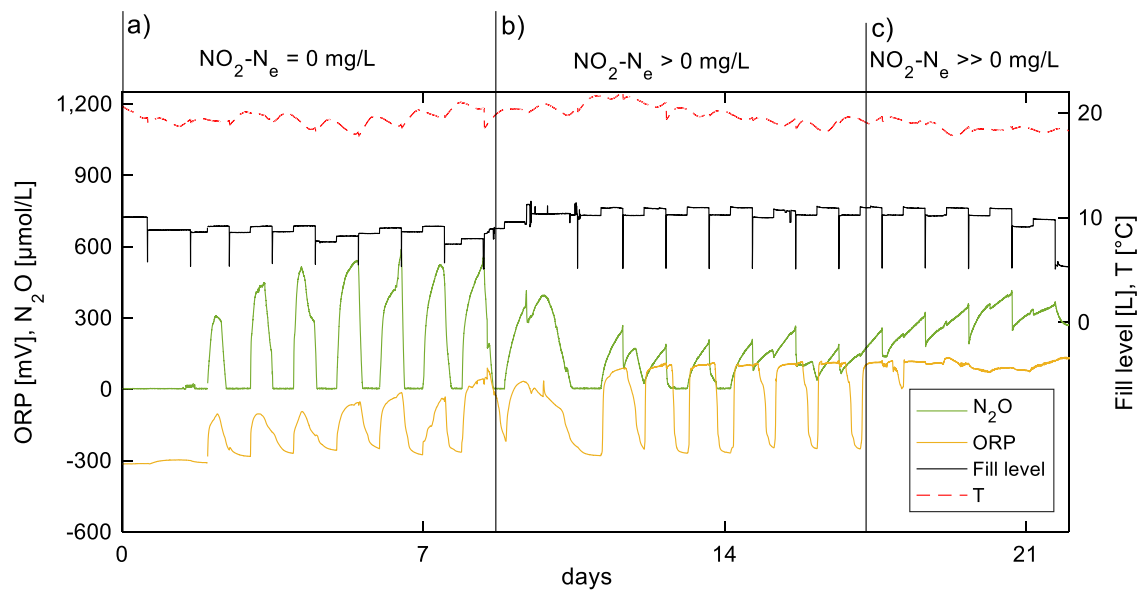 a)
b)
c)
NO₂-Nₑ = 0 mg/L
NO₂-Nₑ > 0 mg/L
NO₂-Nₑ >> 0 mg/L
1,200
900
600
300
0
-300
-600
ORP [mV], N₂O [µmol/L]
20
10
0
Fill level [L], T [°C]
N₂O
ORP
Fill level
T
0
7
14
21
days